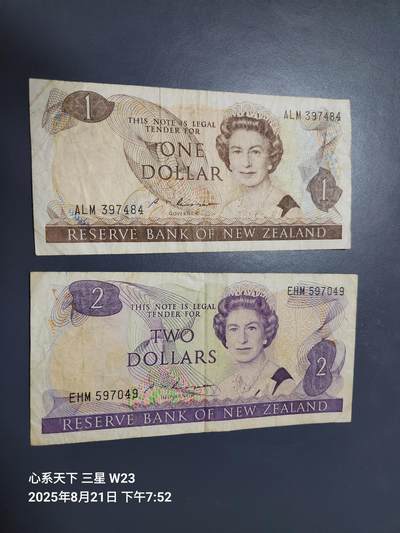 1
ALM 397484
THIS NOTE IS LEGAL
TENDER FOR
ONE
DOLLAR
1
ALM 397484
GOVERNOR
RESERVE BANK OF NEW ZEALAND
2
EHM 597049
THIS NOTE IS LEGAL
TENDER FOR
TWO
DOLLARS
2
EHM 597049
RESERVE BANK OF NEW ZEALAND
心系天下 三星 W23
2025年8月21日 下午7:52